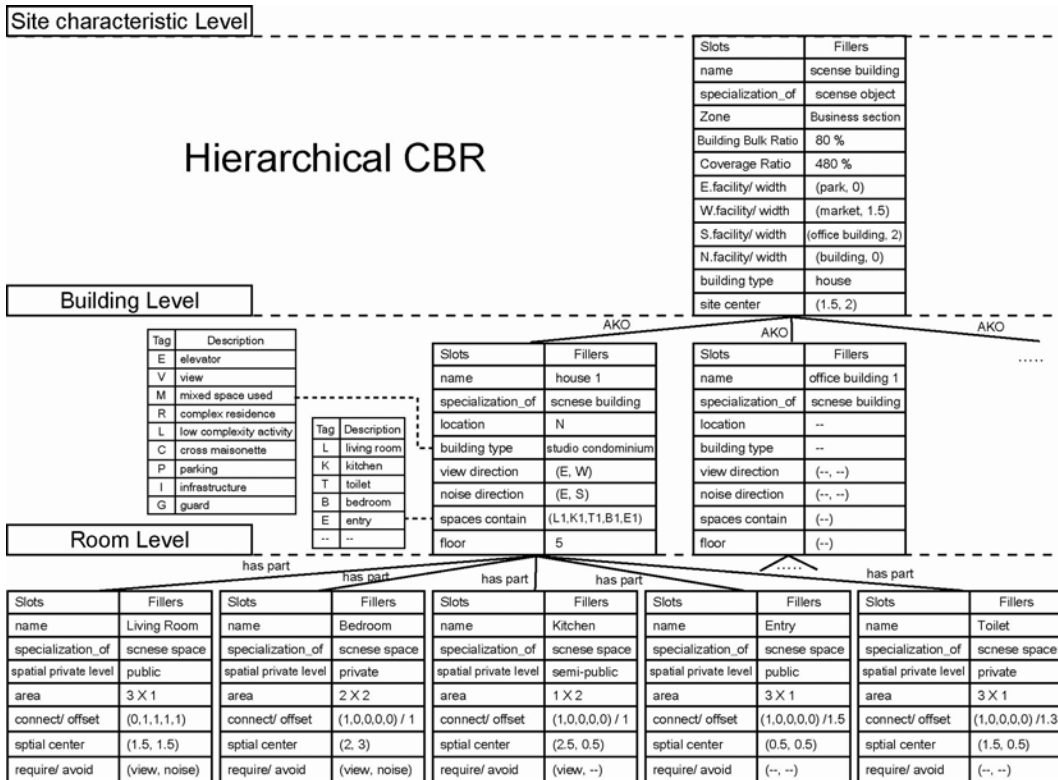 Site characteristic Level
Hierarchical CBR
Slots Fillers
name scense building
specialization_of scense object
Zone Business section
Building Bulk Ratio 80 %
Coverage Ratio 480 %
E.facility/ width (park, 0)
W.facility/ width (market, 1.5)
S.facility/ width (office building, 2)
N.facility/ width (building, 0)
building type house
site center (1.5, 2)
Building Level
AKO AKO AKO
.....
Tag Description
E elevator
V view
M mixed space used
R complex residence
L low complexity activity
C cross maisonette
P parking
I infrastructure
G guard
Tag Description
L living room
K kitchen
T toilet
B bedroom
E entry
-- --
Slots Fillers
name house 1
specialization_of scnese building
location N
building type studio condominium
view direction (E, W)
noise direction (E, S)
spaces contain (L1,K1,T1,B1,E1)
floor 5
Slots Fillers
name office building 1
specialization_of scnese building
location --
building type --
view direction (--, --)
noise direction (--, --)
spaces contain (--)
floor (--)
.....
Room Level
has part has part has part has part has part
Slots Fillers
name Living Room
specialization_of scnese space
spatial private level public
area 3 X 1
connect/ offset (0,1,1,1,1)
sptial center (1.5, 1.5)
require/ avoid (view, noise)
Slots Fillers
name Bedroom
specialization_of scnese space
spatial private level private
area 2 X 2
connect/ offset (1,0,0,0,0) / 1
sptial center (2, 3)
require/ avoid (view, noise)
Slots Fillers
name Kitchen
specialization_of scnese space
spatial private level semi-public
area 1 X 2
connect/ offset (1,0,0,0,0) / 1
sptial center (2.5, 0.5)
require/ avoid (view, --)
Slots Fillers
name Entry
specialization_of scnese space
spatial private level public
area 3 X 1
connect/ offset (1,0,0,0,0) /1.5
sptial center (0.5, 0.5)
require/ avoid (--, --)
Slots Fillers
name Toilet
specialization_of scnese space
spatial private level private
area 3 X 1
connect/ offset (1,0,0,0,0) /1.3
sptial center (1.5, 0.5)
require/ avoid (--, --)